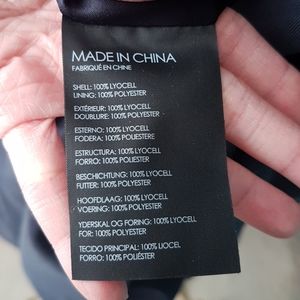 MADE IN CHINA
FABRIQUÉ EN CHINE
SHELL: 100% LYOCELL
LINING: 100% POLYESTER
EXTÉRIEUR: 100% LYOCELL
DOUBLURE: 100% POLYESTER
ESTERNO: 100% LYOCELL
FODERA: 100% POLIESTERE
ESTRUCTURA: 100% LYOCELL
FORRO: 100% POLIÉSTER
BESCHICHTUNG: 100% LYOCELL
FUTTER: 100% POLYESTER
HOOFDLAAG: 100% LYOCELL
VOERING: 100% POLYESTER
YDERSKAL OG FORING: 100% LYOCELL
FOR: 100% POLYESTER
TECIDO PRINCIPAL: 100% LIOCEL
FORRO: 100% POLIÉSTER